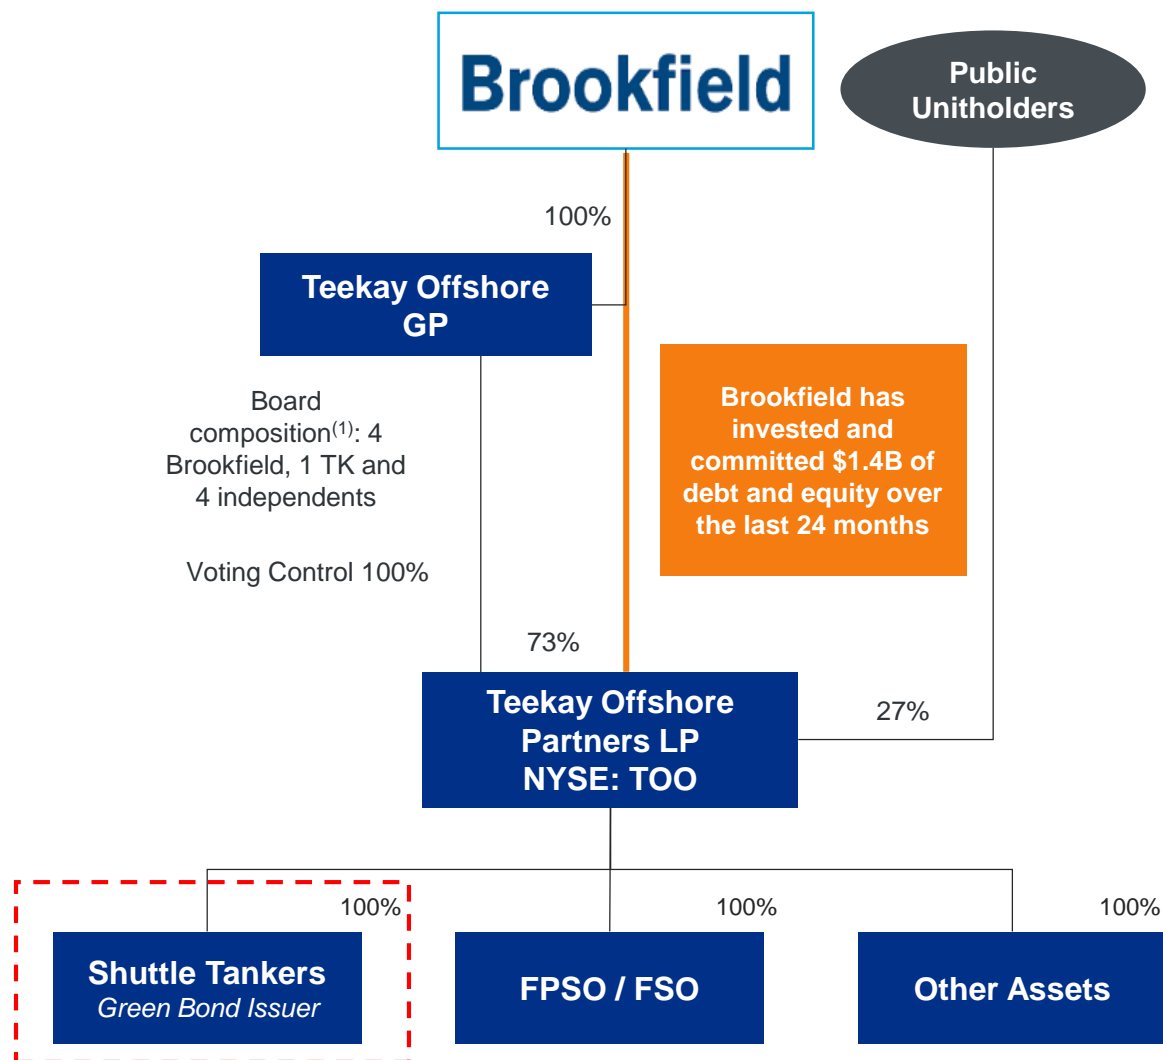 Brookfield
Public
Unitholders
100%
Teekay Offshore
GP
Board
composition(1): 4
Brookfield, 1 TK and
4 independents
Brookfield has
invested and
committed $1.4B of
debt and equity over
the last 24 months
Voting Control 100%
73%
Teekay Offshore
Partners LP
NYSE: TOO
27%
100%
Shuttle Tankers
Green Bond Issuer
100%
FPSO / FSO
100%
Other Assets